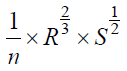 1/n × R^(2/3) × S^(1/2)